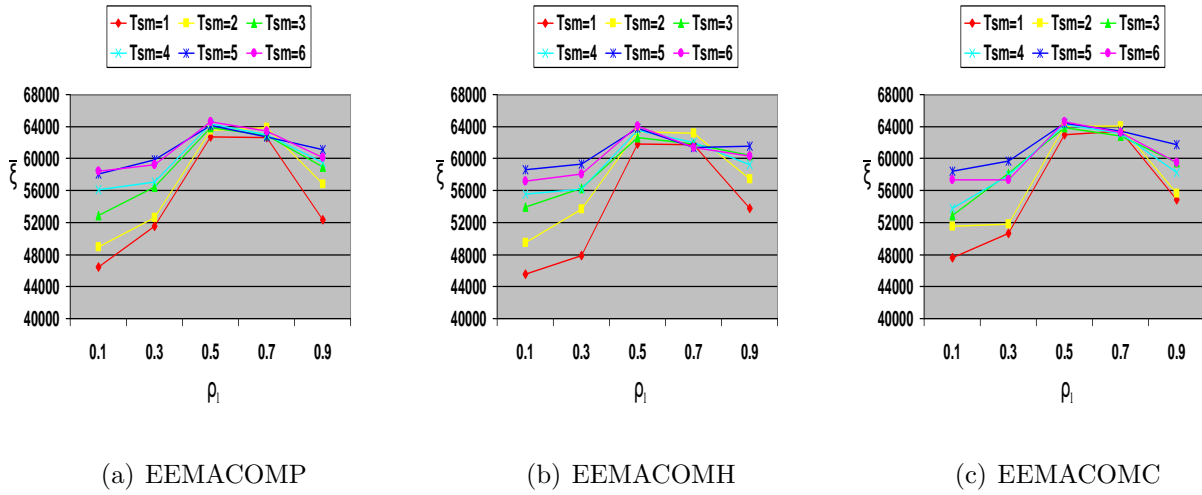 Tsm=1 Tsm=2 Tsm=3
Tsm=4 Tsm=5 Tsm=6
68000
64000
60000
56000
52000
48000
44000
40000
ξ̄
0.1 0.3 0.5 0.7 0.9
ρl
(a) EEMACOMP
Tsm=1 Tsm=2 Tsm=3
Tsm=4 Tsm=5 Tsm=6
68000
64000
60000
56000
52000
48000
44000
40000
ξ̄
0.1 0.3 0.5 0.7 0.9
ρl
(b) EEMACOMH
Tsm=1 Tsm=2 Tsm=3
Tsm=4 Tsm=5 Tsm=6
68000
64000
60000
56000
52000
48000
44000
40000
ξ̄
0.1 0.3 0.5 0.7 0.9
ρl
(c) EEMACOMC